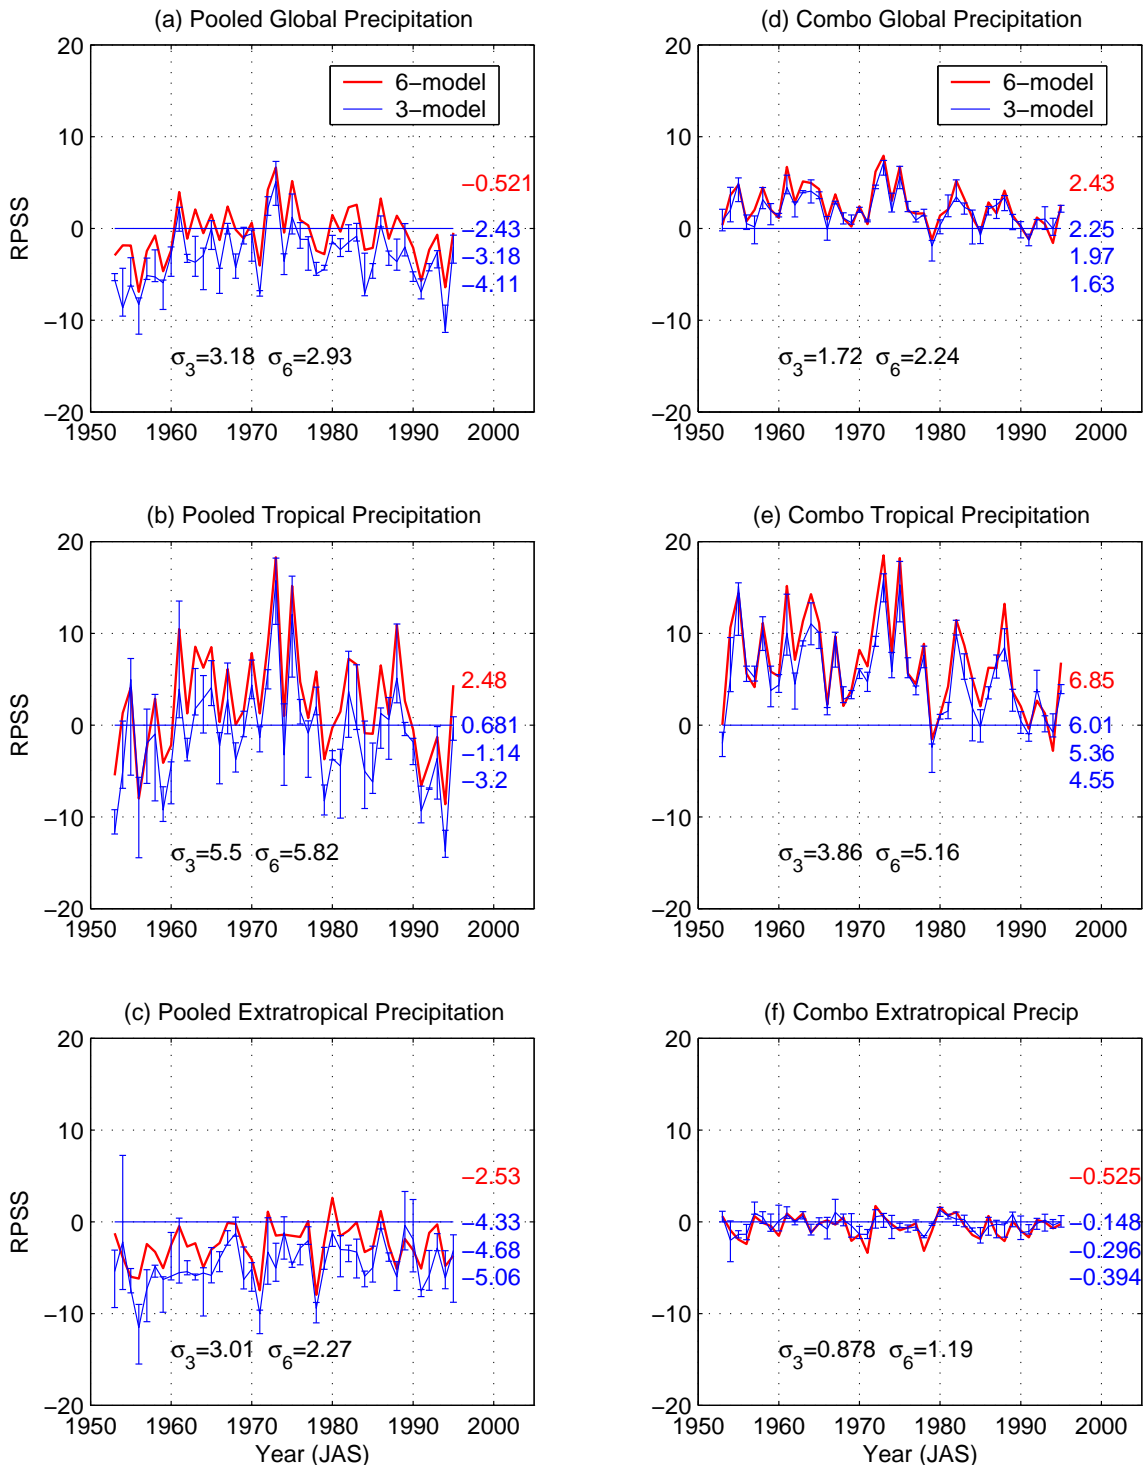 (a) Pooled Global Precipitation
20
10
0
−10
−20
RPSS
6−model
3−model
−0.521
−2.43
−3.18
−4.11
σ3=3.18 σ6=2.93
1950 1960 1970 1980 1990 2000
(d) Combo Global Precipitation
20
10
0
−10
−20
6−model
3−model
2.43
2.25
1.97
1.63
σ3=1.72 σ6=2.24
1950 1960 1970 1980 1990 2000
(b) Pooled Tropical Precipitation
20
10
0
−10
−20
RPSS
2.48
0.681
−1.14
−3.2
σ3=5.5 σ6=5.82
1950 1960 1970 1980 1990 2000
(e) Combo Tropical Precipitation
20
10
0
−10
−20
6.85
6.01
5.36
4.55
σ3=3.86 σ6=5.16
1950 1960 1970 1980 1990 2000
(c) Pooled Extratropical Precipitation
20
10
0
−10
−20
RPSS
−2.53
−4.33
−4.68
−5.06
σ3=3.01 σ6=2.27
1950 1960 1970 1980 1990 2000
Year (JAS)
(f) Combo Extratropical Precip
20
10
0
−10
−20
−0.525
−0.148
−0.296
−0.394
σ3=0.878 σ6=1.19
1950 1960 1970 1980 1990 2000
Year (JAS)